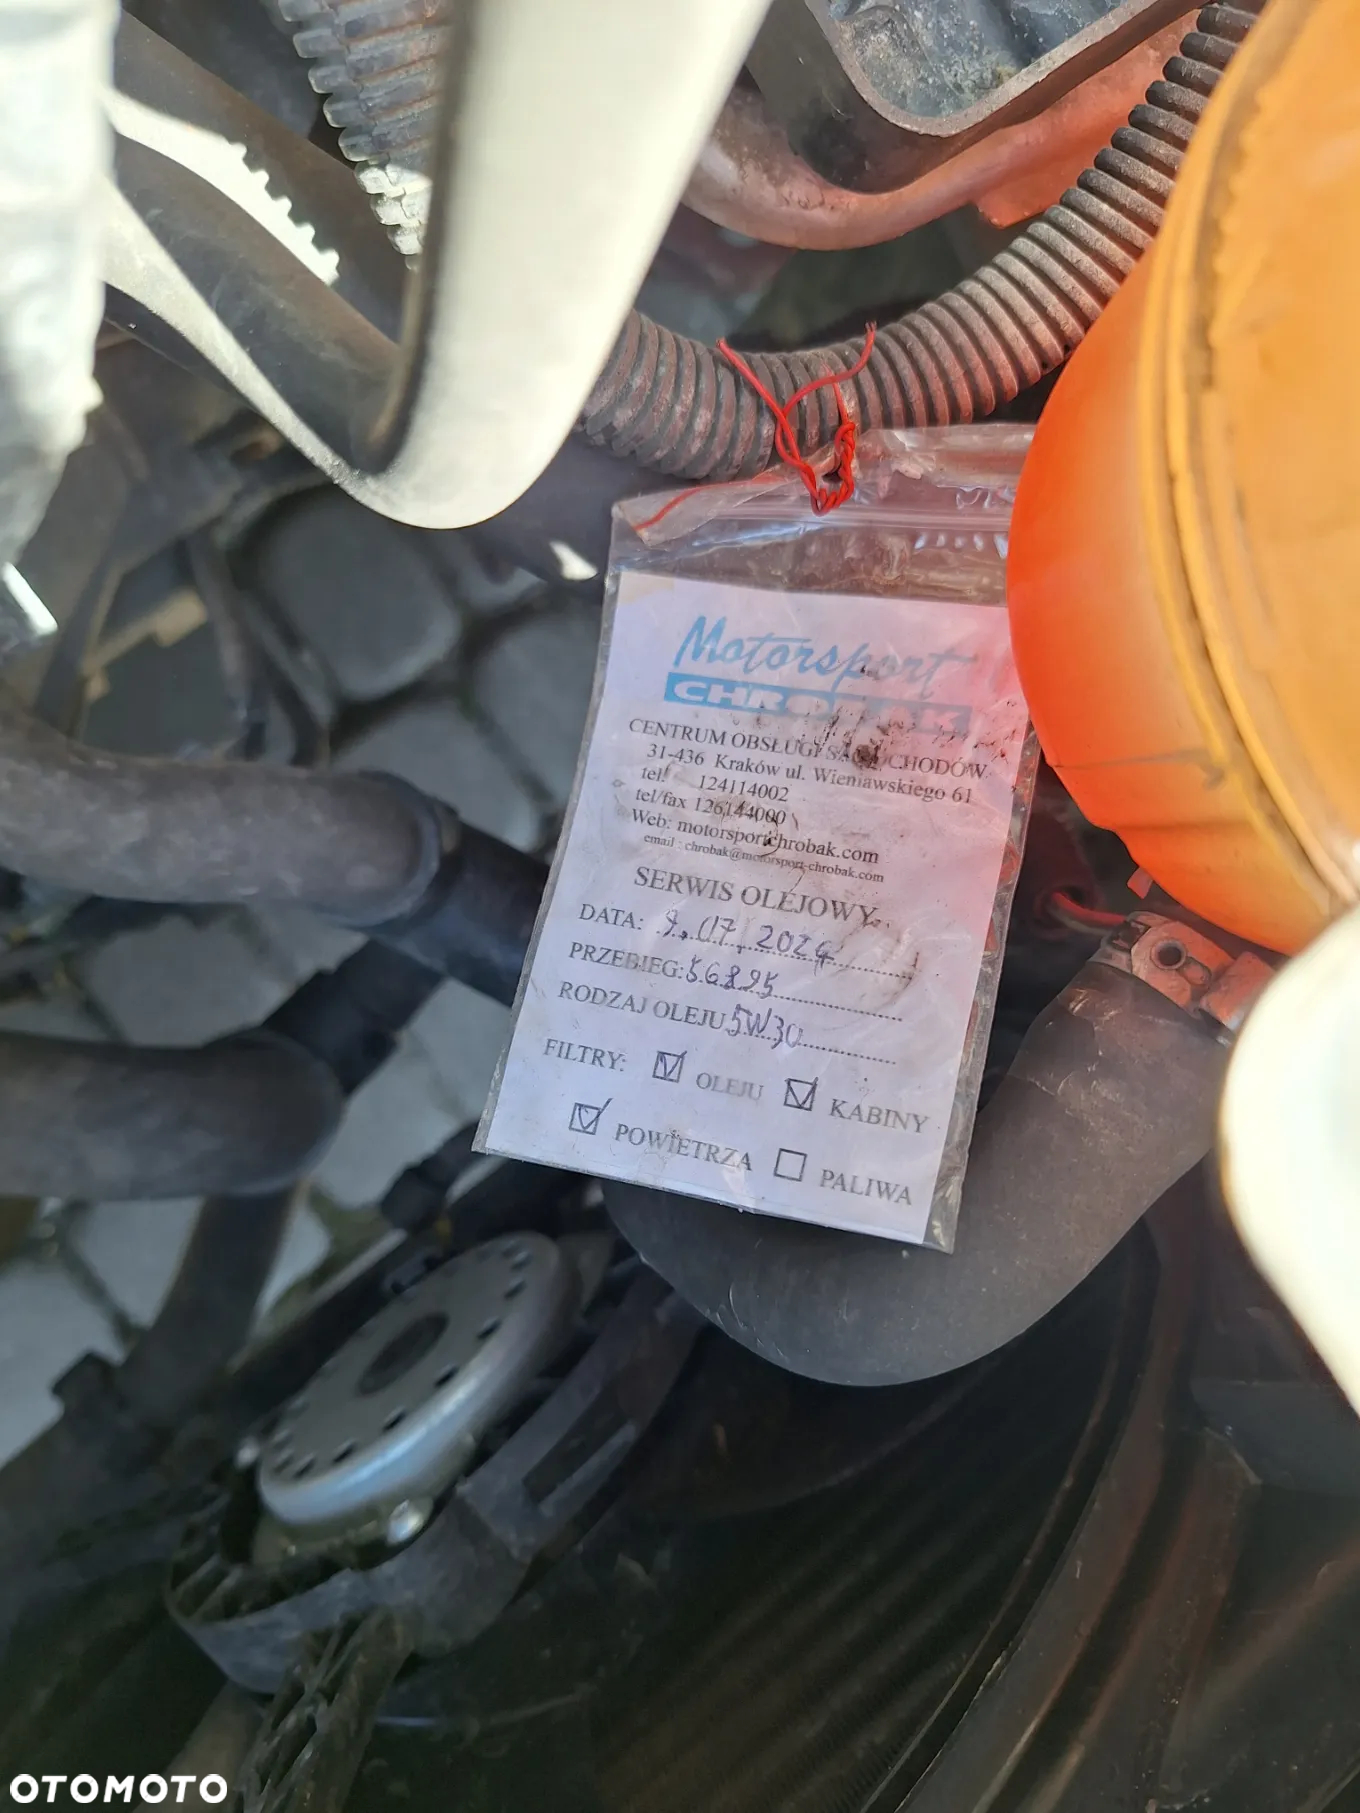 Motorsport
CHROBAK
CENTRUM OBSŁUGI SAMOCHODÓW
31-436 Kraków ul. Wieniawskiego 61
tel. 124114002
tel/fax 126144000
Web: motorsportchrobak.com
email : chrobak@motorsport-chrobak.com
SERWIS OLEJOWY
DATA: 9.07.2024
PRZEBIEG: 56895
RODZAJ OLEJU 5W30
FILTRY: OLEJU KABINY
POWIETRZA PALIWA
OTOMOTO